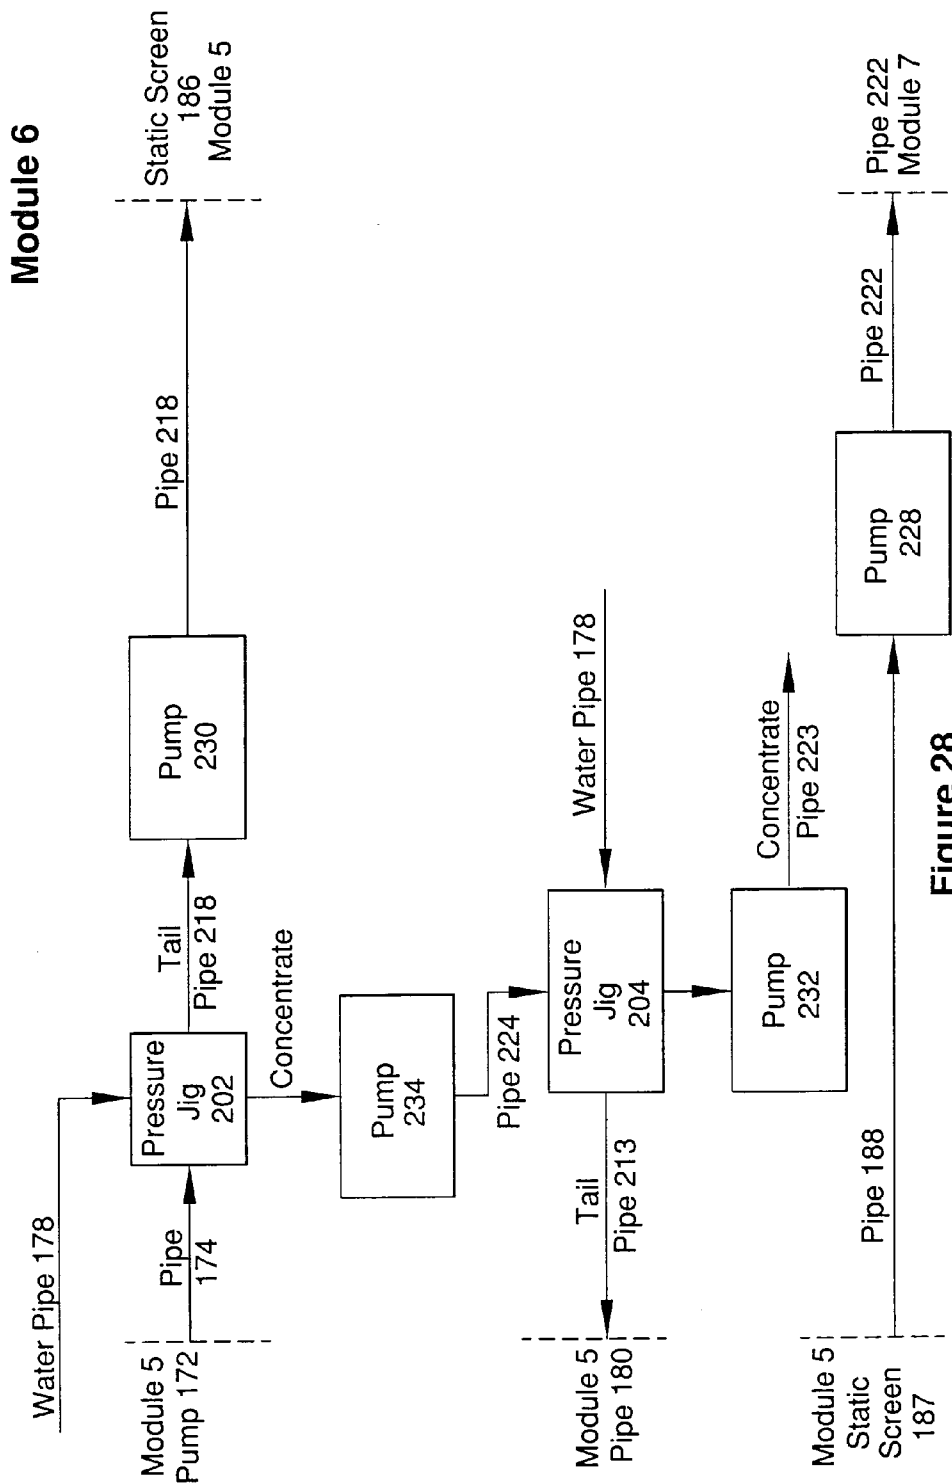 Module 6
Water Pipe 178
Module 5
Pump 172
Pipe
174
Pressure
Jig
202
Tail
Pipe 218
Pump
230
Pipe 218
Static Screen
186
Module 5
Concentrate
Pump
234
Pipe 224
Module 5
Pipe 180
Tail
Pipe 213
Pressure
Jig
204
Water Pipe 178
Pump
232
Concentrate
Pipe 223
Module 5
Static
Screen
187
Pipe 188
Pump
228
Pipe 222
Pipe 222
Module 7
Figure 28